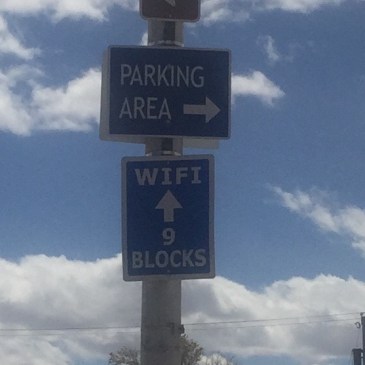 PARKING
AREA
WIFI
9
BLOCKS